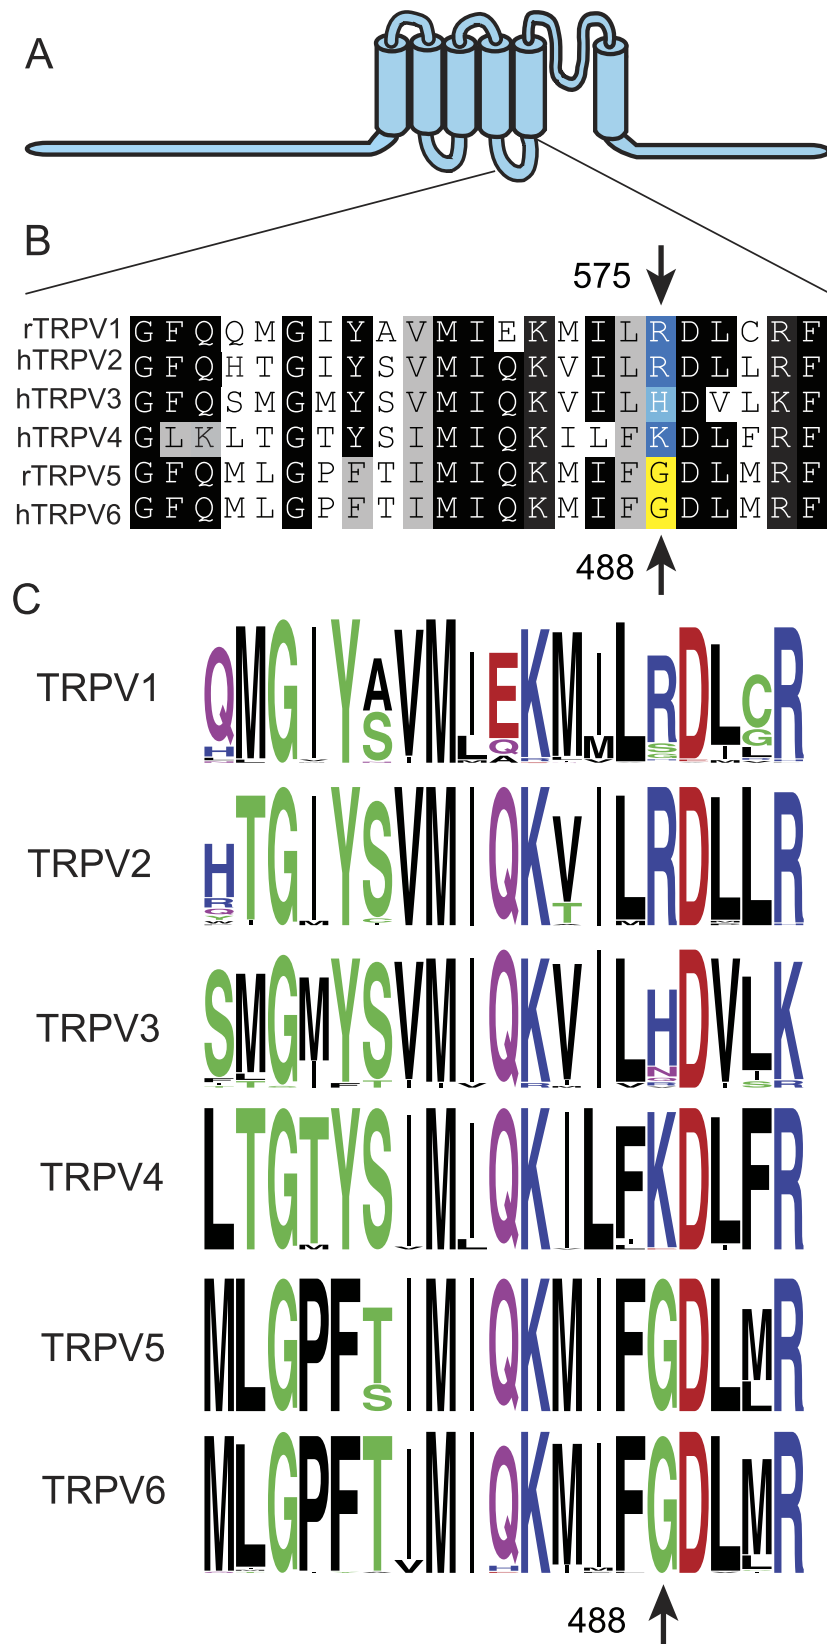 A
B
575
rTRPV1 G F Q Q M G I Y A V M I E K M I L R D L C R F
hTRPV2 G F Q H T G I Y S V M I Q K V I L R D L L R F
hTRPV3 G F Q S M G M Y S V M I Q K V I L H D V L K F
hTRPV4 G L K L T G T Y S I M I Q K I L F K D L F R F
rTRPV5 G F Q M L G P F T I M I Q K M I F G D L M R F
hTRPV6 G F Q M L G P F T I M I Q K M I F G D L M R F
488
C
TRPV1 Q M G I Y A V M I E K M I L R D L C R
H S L Q M S G
TRPV2 H T G I Y S V M I Q K V I L R D L L R
R T
TRPV3 S M G M Y S V M I Q K V I L H D V L K
N
TRPV4 L T G T Y S I M I Q K I L F K D L F R
TRPV5 M L G P F T I M I Q K M I F G D L M R
S L
TRPV6 M L G P F T I M I Q K M I F G D L M R
V H L
488